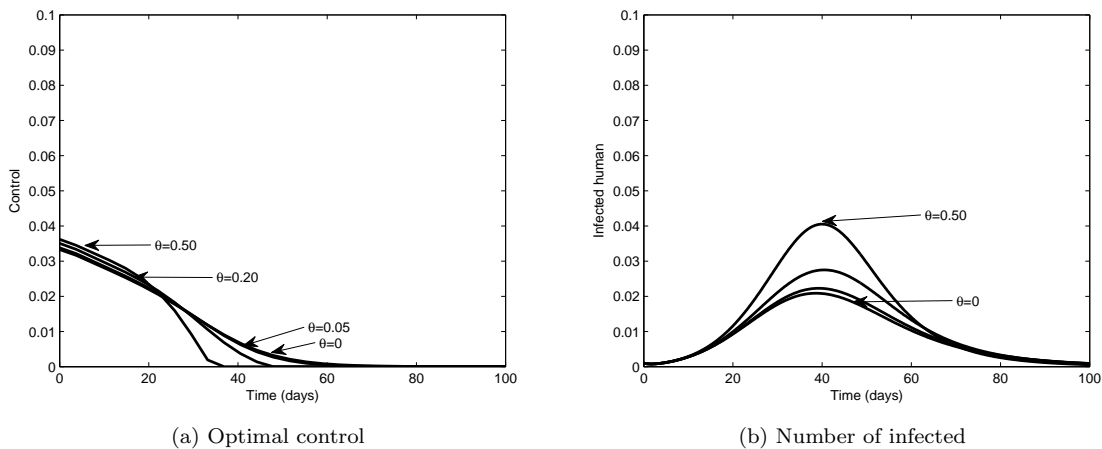 0.1
0.09
0.08
0.07
0.06
0.05
0.04
0.03
0.02
0.01
0
Control
θ=0.50
θ=0.20
θ=0.05
θ=0
0 20 40 60 80 100
Time (days)
(a) Optimal control
0.1
0.09
0.08
0.07
0.06
0.05
0.04
0.03
0.02
0.01
0
Infected human
θ=0.50
θ=0
0 20 40 60 80 100
Time (days)
(b) Number of infected